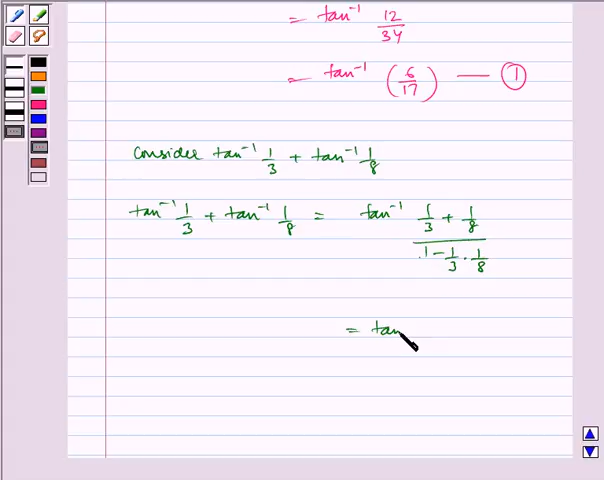 = tan⁻¹ 12/34
= tan⁻¹ (6/17) — ①
Consider tan⁻¹ 1/3 + tan⁻¹ 1/8
tan⁻¹ 1/3 + tan⁻¹ 1/8 = tan⁻¹ (1/3 + 1/8)/(1 - 1/3 . 1/8)
= tan